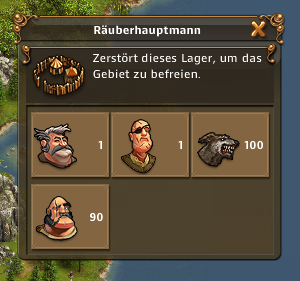 Räuberhauptmann
Zerstört dieses Lager, um das
Gebiet zu befreien.
1 1 100
90